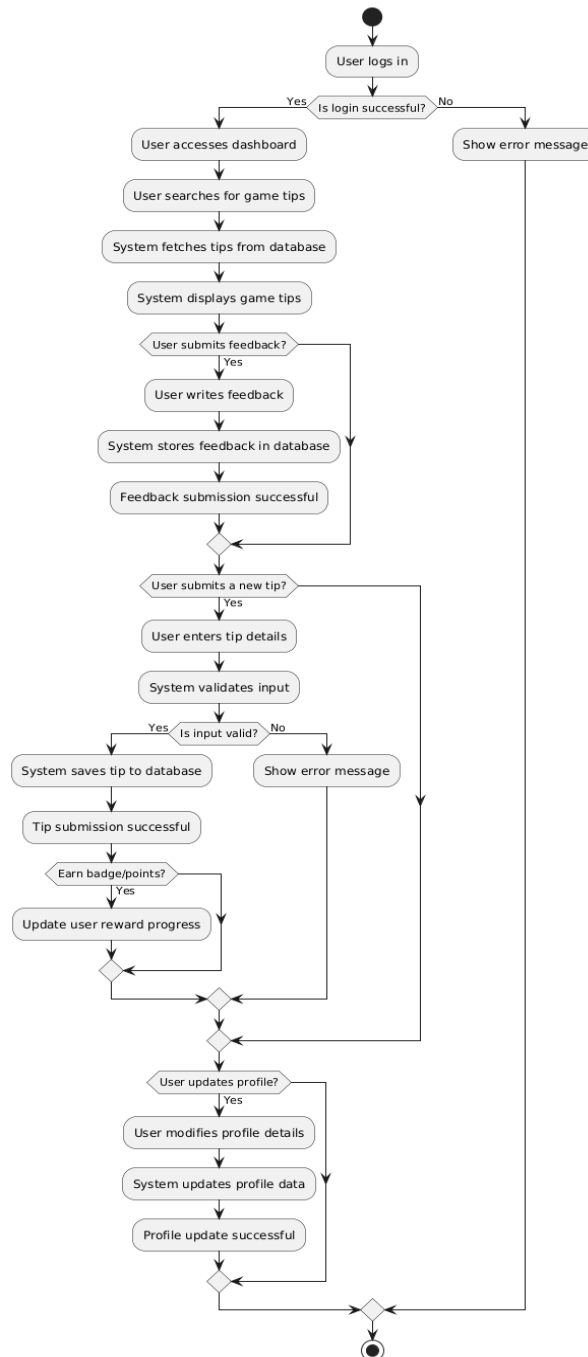 User logs in
Yes
Is login successful?
No
User accesses dashboard
Show error message
User searches for game tips
System fetches tips from database
System displays game tips
User submits feedback?
Yes
User writes feedback
System stores feedback in database
Feedback submission successful
User submits a new tip?
Yes
User enters tip details
System validates input
Yes
Is input valid?
No
System saves tip to database
Show error message
Tip submission successful
Earn badge/points?
Yes
Update user reward progress
User updates profile?
Yes
User modifies profile details
System updates profile data
Profile update successful